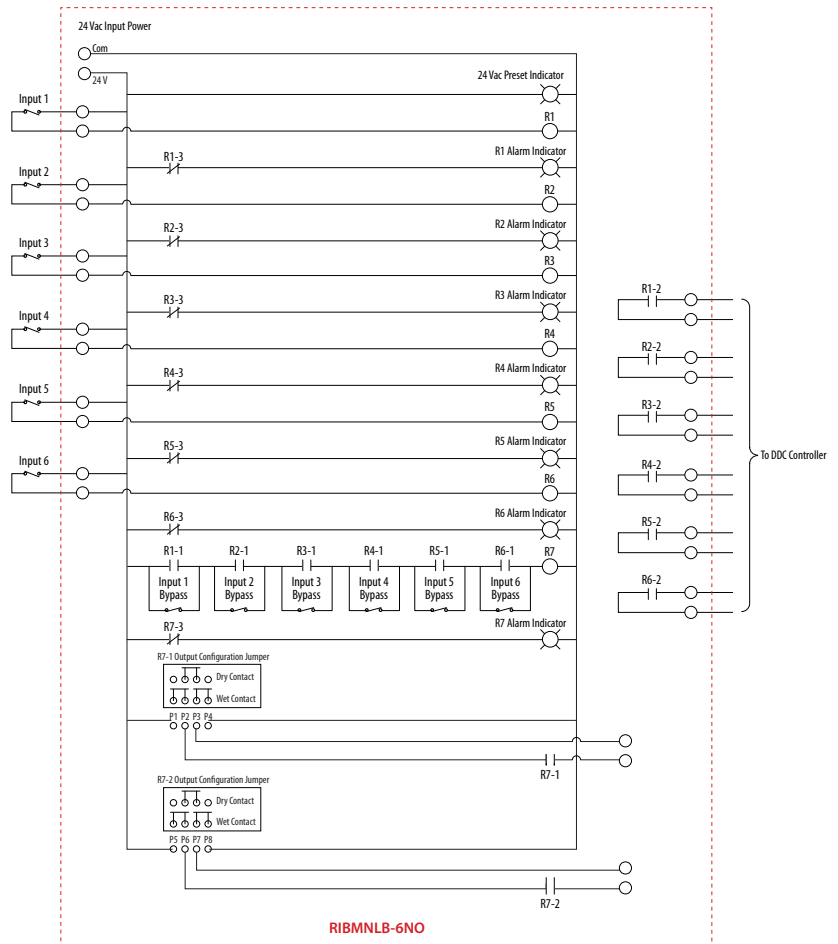 24 Vac Input Power
Com
24 V
24 Vac Preset Indicator
Input 1
R1
R1-3
R1 Alarm Indicator
Input 2
R2
R2-3
R2 Alarm Indicator
Input 3
R3
R3-3
R3 Alarm Indicator
Input 4
R4
R4-3
R4 Alarm Indicator
Input 5
R5
R5-3
R5 Alarm Indicator
Input 6
R6
R6-3
R6 Alarm Indicator
R1-1 R2-1 R3-1 R4-1 R5-1 R6-1 R7
Input 1 Input 2 Input 3 Input 4 Input 5 Input 6
Bypass Bypass Bypass Bypass Bypass Bypass
R7-3
R7 Alarm Indicator
R7-1 Output Configuration Jumper
Dry Contact
Wet Contact
P1 P2 P3 P4
R7-1
R7-2 Output Configuration Jumper
Dry Contact
Wet Contact
P5 P6 P7 P8
R7-2
RIBMNLB-6NO
R1-2
R2-2
R3-2
R4-2
R5-2
R6-2
To DDC Controller